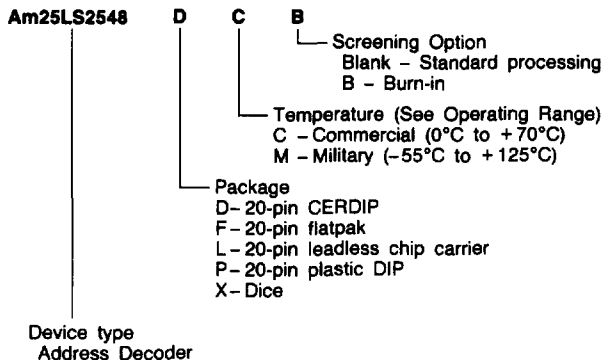 Am25LS2548 D C B
Screening Option
Blank – Standard processing
B – Burn-in
Temperature (See Operating Range)
C – Commercial (0°C to +70°C)
M – Military (–55°C to +125°C)
Package
D – 20-pin CERDIP
F – 20-pin flatpak
L – 20-pin leadless chip carrier
P – 20-pin plastic DIP
X – Dice
Device type
Address Decoder